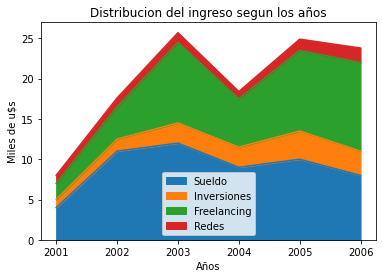 Distribucion del ingreso segun los años
Miles de u$s
25
20
15
10
5
0
Sueldo
Inversiones
Freelancing
Redes
2001 2002 2003 2004 2005 2006
Años